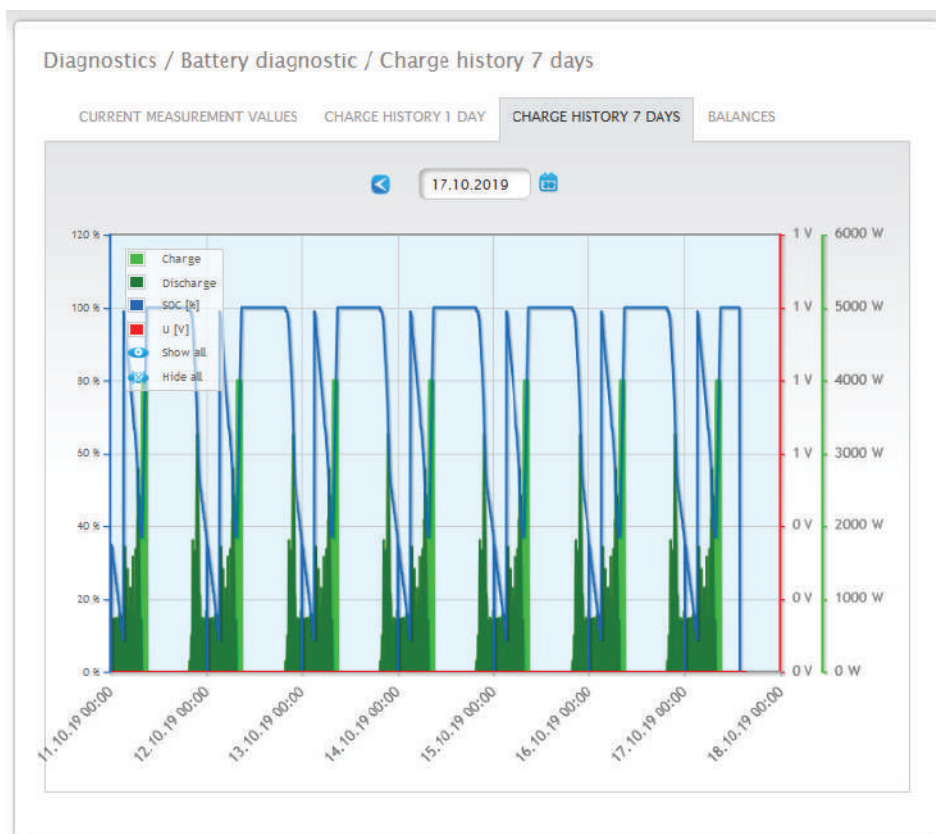 Diagnostics / Battery diagnostic / Charge history 7 days
CURRENT MEASUREMENT VALUES CHARGE HISTORY 1 DAY CHARGE HISTORY 7 DAYS BALANCES
17.10.2019
120 % 1 V 6000 W
Charge
Discharge
100 % SOC [%] 1 V 5000 W
U [V]
Show all
80 % Hide all 1 V 4000 W
60 % 1 V 3000 W
40 % 0 V 2000 W
20 % 0 V 1000 W
0 % 0 V 0 W
11.10.19 00:00 12.10.19 00:00 13.10.19 00:00 14.10.19 00:00 15.10.19 00:00 16.10.19 00:00 17.10.19 00:00 18.10.19 00:00